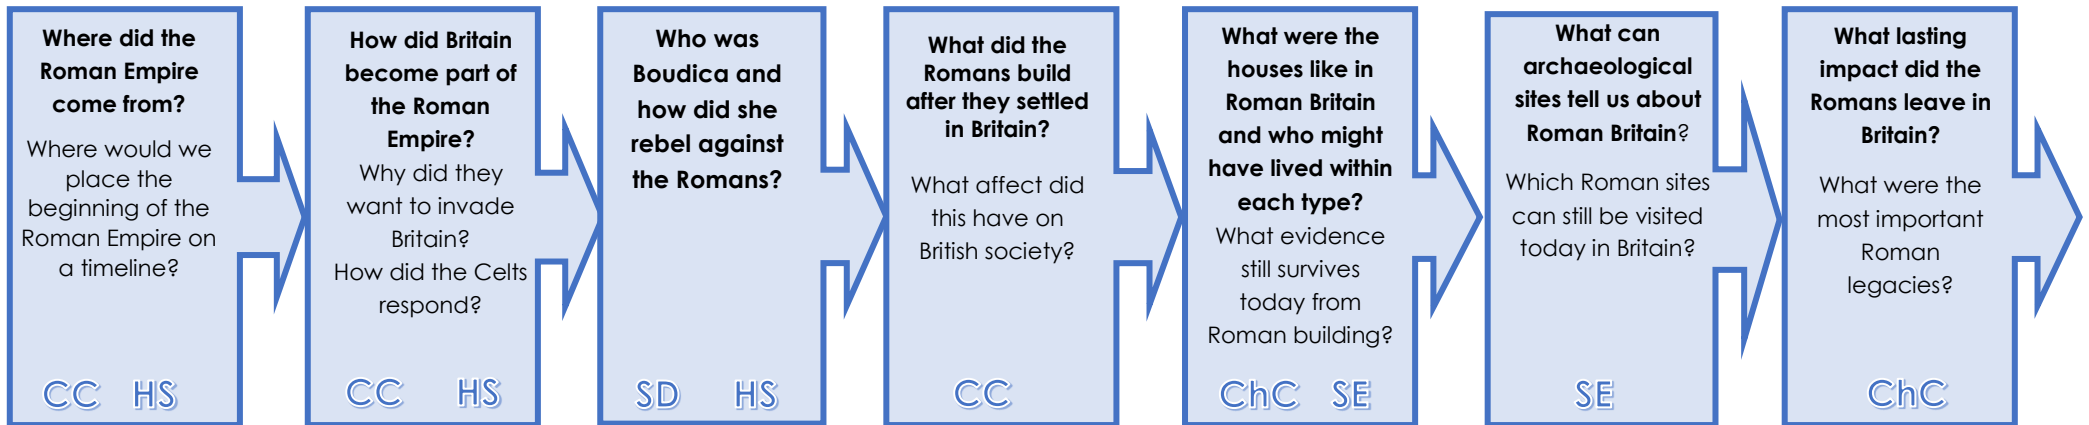 Where did the
Roman Empire
come from?
Where would we
place the
beginning of the
Roman Empire on
a timeline?
CC HS
How did Britain
become part of
the Roman
Empire?
Why did they
want to invade
Britain?
How did the Celts
respond?
CC HS
Who was
Boudica and
how did she
rebel against
the Romans?
SD HS
What did the
Romans build
after they settled
in Britain?
What affect did
this have on
British society?
CC
What were the
houses like in
Roman Britain
and who might
have lived within
each type?
What evidence
still survives
today from
Roman building?
ChC SE
What can
archaeological
sites tell us about
Roman Britain?
Which Roman sites
can still be visited
today in Britain?
SE
What lasting
impact did the
Romans leave in
Britain?
What were the
most important
Roman
legacies?
ChC